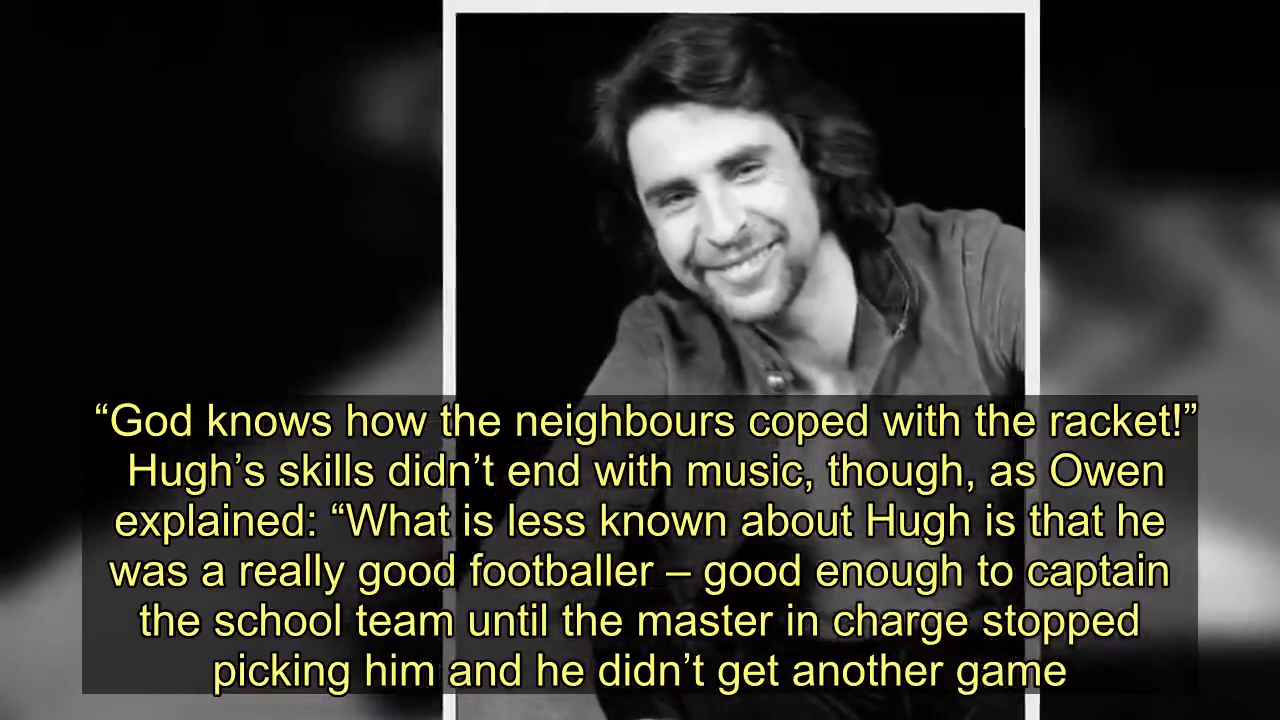 “God knows how the neighbours coped with the racket!”
Hugh’s skills didn’t end with music, though, as Owen
explained: “What is less known about Hugh is that he
was a really good footballer – good enough to captain
the school team until the master in charge stopped
picking him and he didn’t get another game